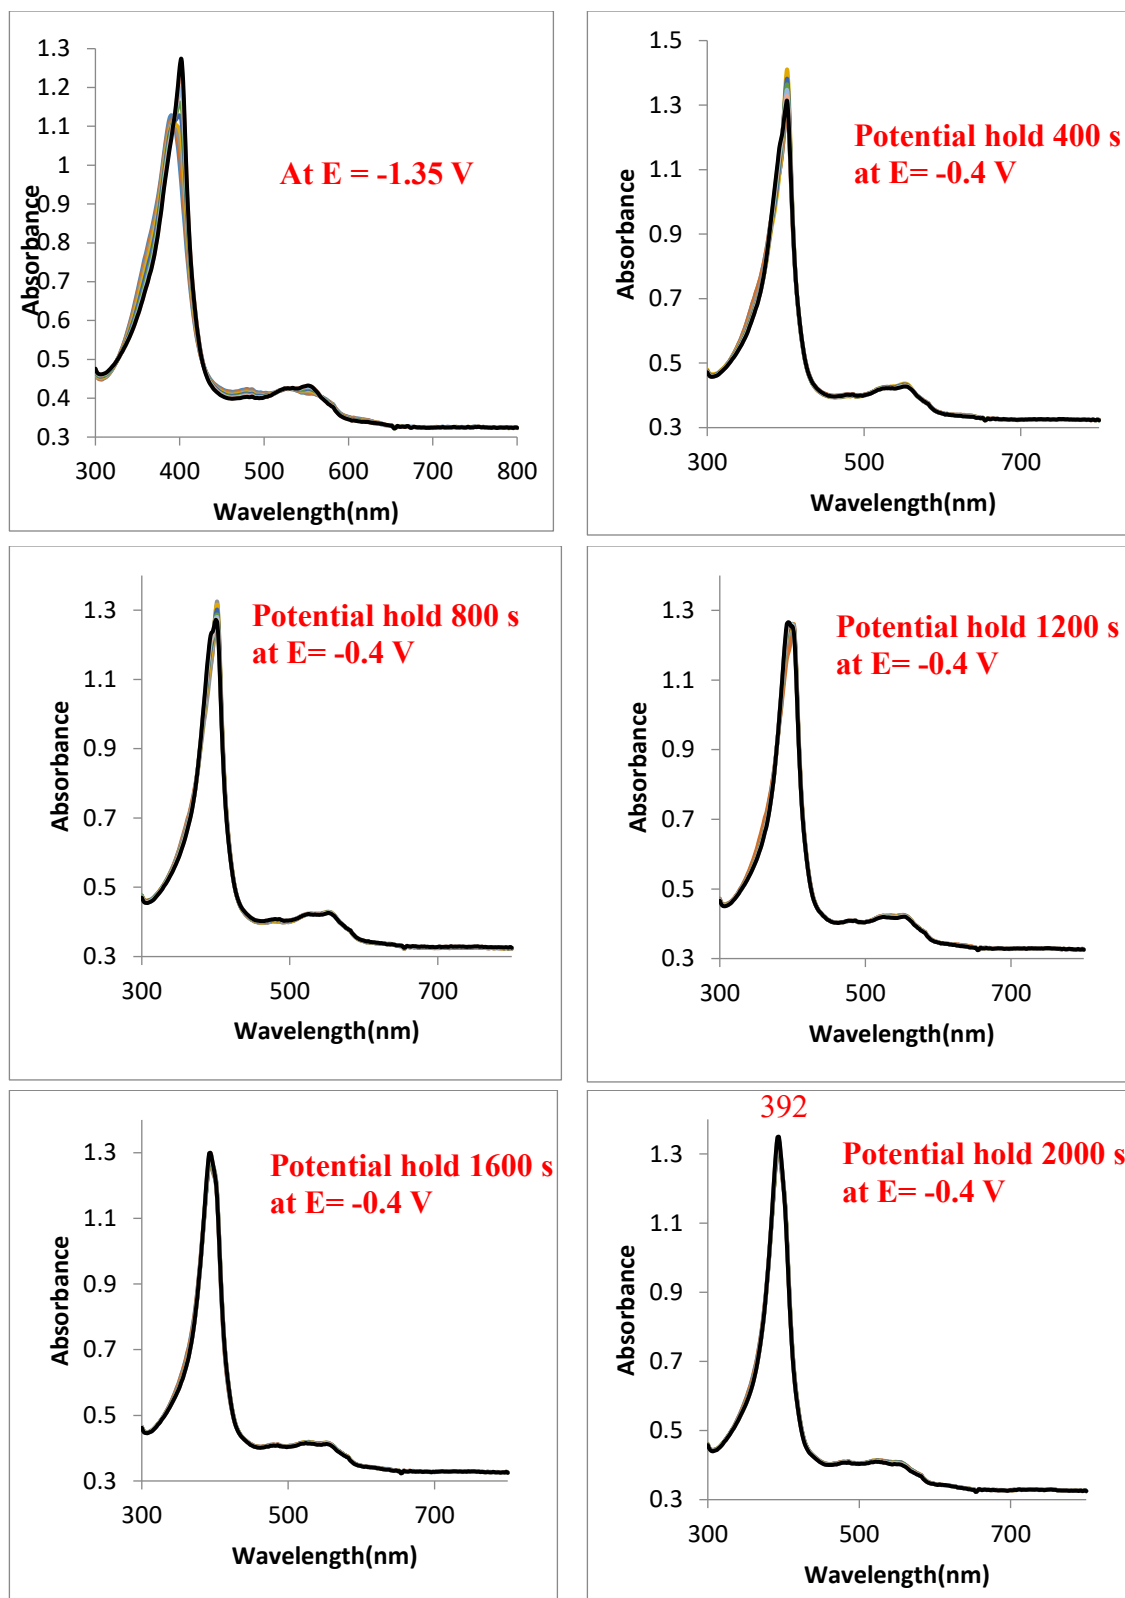 1.3
1.2
1.1
1
0.9
0.8
0.7
0.6
0.5
0.4
0.3
300 400 500 600 700 800
Absorbance
Wavelength(nm)
At E = -1.35 V
1.5
1.3
1.1
0.9
0.7
0.5
0.3
300 500 700
Absorbance
Wavelength(nm)
Potential hold 400 s
at E= -0.4 V
1.3
1.1
0.9
0.7
0.5
0.3
300 500 700
Absorbance
Wavelength(nm)
Potential hold 800 s
at E= -0.4 V
1.3
1.1
0.9
0.7
0.5
0.3
300 500 700
Absorbance
Wavelength(nm)
Potential hold 1200 s
at E= -0.4 V
1.3
1.1
0.9
0.7
0.5
0.3
300 500 700
Absorbance
Wavelength(nm)
Potential hold 1600 s
at E= -0.4 V
392
1.3
1.1
0.9
0.7
0.5
0.3
300 500 700
Absorbance
Wavelength(nm)
Potential hold 2000 s
at E= -0.4 V